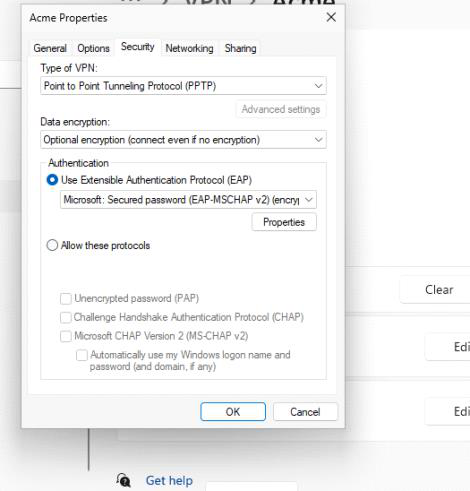 VPN
Acme
Acme Properties
General Options Security Networking Sharing
Type of VPN:
Point to Point Tunneling Protocol (PPTP)
Advanced settings
Data encryption:
Optional encryption (connect even if no encryption)
Authentication
Use Extensible Authentication Protocol (EAP)
Microsoft: Secured password (EAP-MSCHAP v2) (encryp
Properties
Allow these protocols
Unencrypted password (PAP)
Challenge Handshake Authentication Protocol (CHAP)
Microsoft CHAP Version 2 (MS-CHAP v2)
Automatically use my Windows logon name and
password (and domain, if any)
OK Cancel
Clear
Edi
Edi
Get help